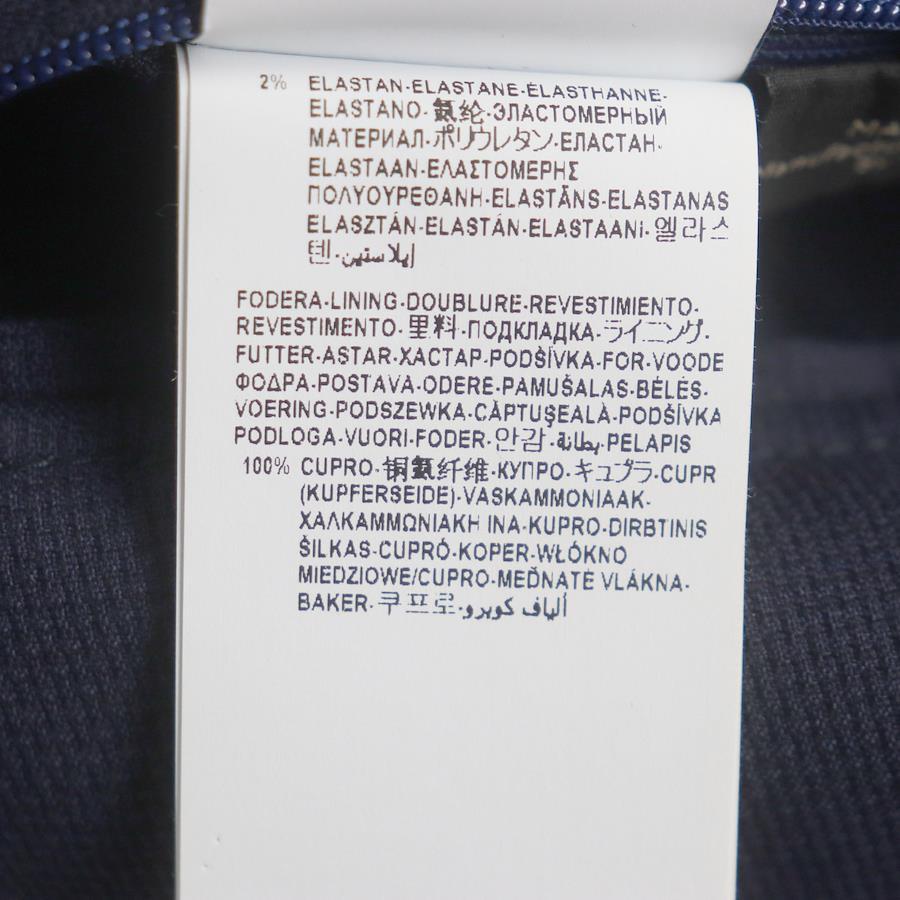 2% ELASTAN·ELASTANE·ÉLASTHANNE·
ELASTANO·氨纶·ЭЛАСТОМЕРНЫЙ
МАТЕРИАЛ·ポリウレタン·ЕЛАСТАН·
ELASTAAN·ΕΛΑΣΤΟΜΕΡΗΣ
ΠΟΛΥΟΥΡΕΘΑΝΗ·ELASTĀNS·ELASTANAS
ELASZTÁN·ELASTÁN·ELASTAANI·엘라스
텐·إيلاستين
FODERA·LINING·DOUBLURE·REVESTIMIENTO·
REVESTIMENTO·里料·ПОДКЛАДКА·ライニング·
FUTTER·ASTAR·ХАСТАР·PODŠÍVKA·FOR·VOODE
ΦΟΔΡΑ·POSTAVA·ODERE·PAMUŠALAS·BÉLÉS·
VOERING·PODSZEWKA·CĂPTUŞEALĂ·PODŠÍVKA
PODLOGA·VUORI·FODER·안감·بطانة·PELAPIS
100% CUPRO·铜氨纤维·КУПРО·キュプラ·CUPR
(KUPFERSEIDE)·VASKAMMONIAAK·
ΧΑΛΚΑΜΜΩΝΙΑΚΗ ΙΝΑ·KUPRO·DIRBTINIS
ŠILKAS·CUPRÓ·KOPER·WŁÓKNO
MIEDZIOWE/CUPRO·MEĎNATÉ VLÁKNA·
BAKER·쿠프로·ألياف كوبرو